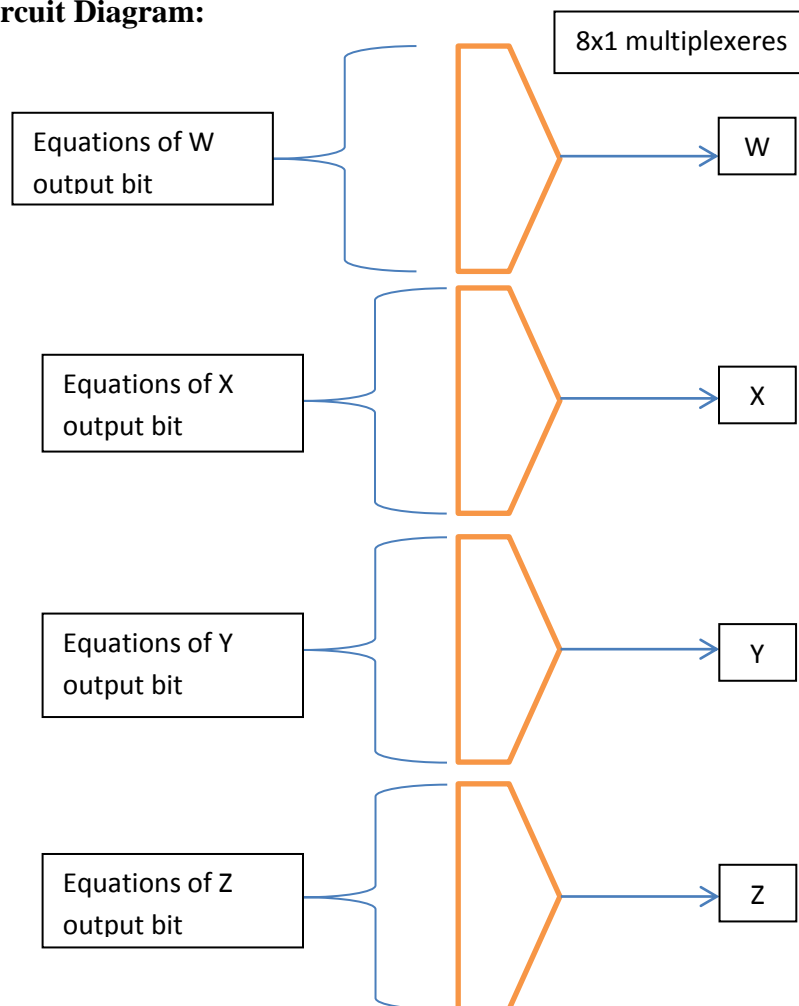 rcuit Diagram:
8x1 multiplexeres
Equations of W
output bit
W
Equations of X
output bit
X
Equations of Y
output bit
Y
Equations of Z
output bit
Z